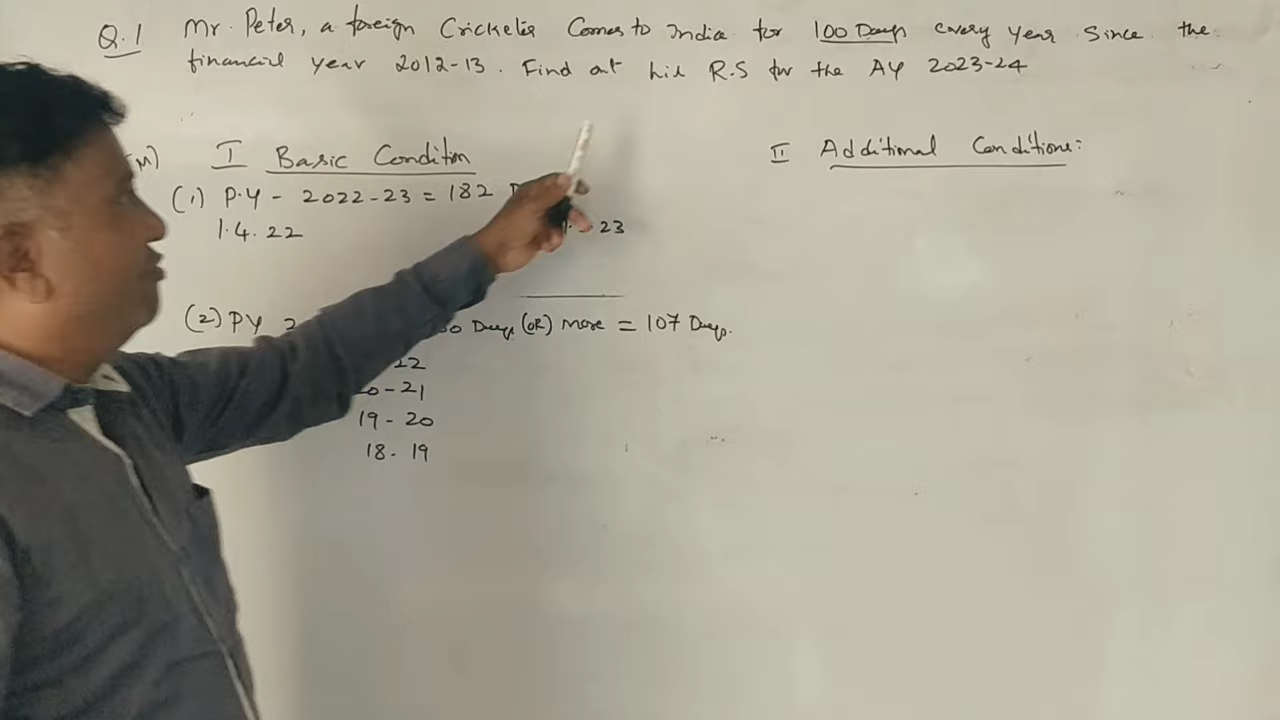 Q.1 Mr. Peter, a foreign Cricketer Comes to India for 100 Days every year since the
financial year 2012-13. Find out his R.S for the AY 2023-24
I Basic Condition
II Additional Conditions:
(1) P.Y - 2022-23 = 182
1.4.22
23
(2) PY 2 Days (OR) More = 107 Days.
22
20-21
19-20
18-19